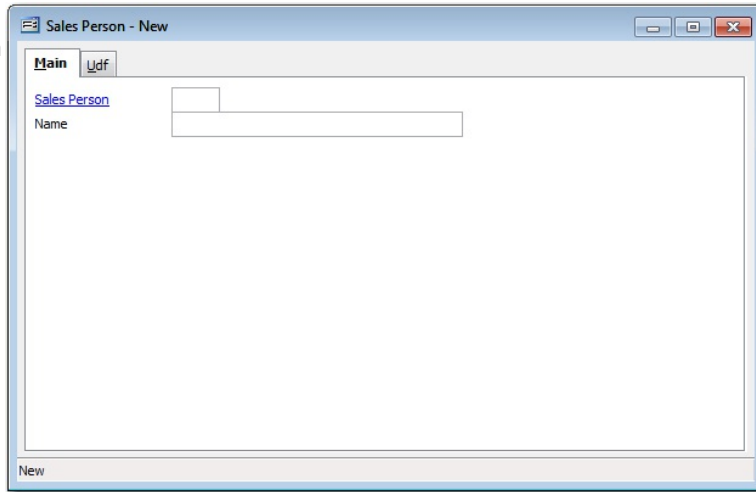 Sales Person - New
Main Udf
Sales Person
Name
New